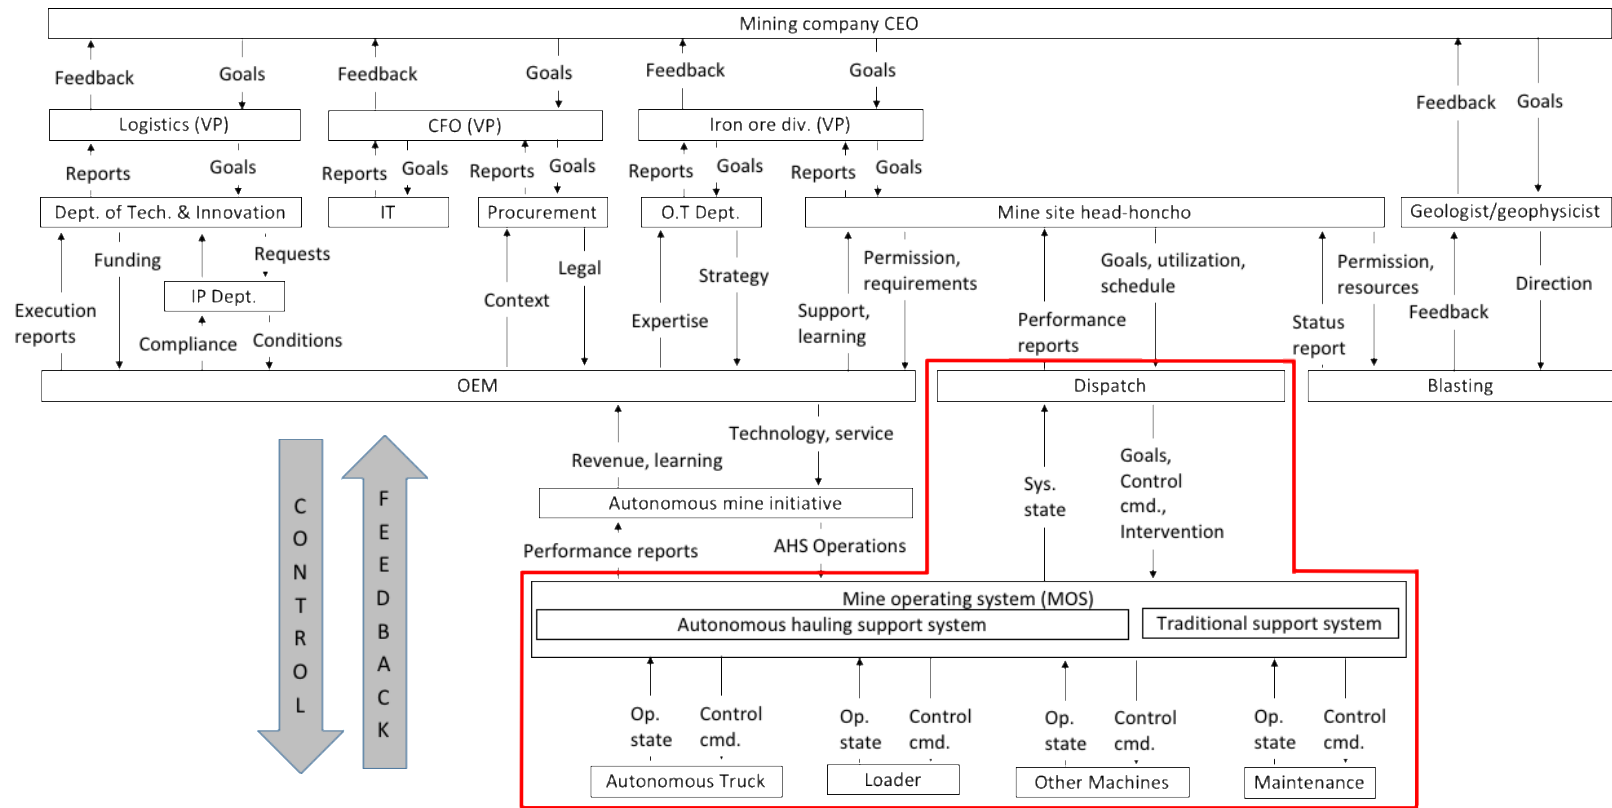 Mining company CEO
Feedback
Goals
Feedback
Goals
Feedback
Goals
Feedback
Goals
Logistics (VP)
CFO (VP)
Iron ore div. (VP)
Reports
Goals
Reports
Goals
Reports
Goals
Reports
Goals
Reports
Goals
Dept. of Tech. & Innovation
IT
Procurement
O.T Dept.
Mine site head-honcho
Geologist/geophysicist
Funding
Requests
IP Dept.
Execution
reports
Compliance
Conditions
Context
Legal
Expertise
Strategy
Support,
learning
Permission,
requirements
Performance
reports
Goals, utilization,
schedule
Status
report
Permission,
resources
Feedback
Direction
OEM
Dispatch
Blasting
CONTROL
FEEDBACK
Revenue, learning
Technology, service
Autonomous mine initiative
Performance reports
AHS Operations
Sys.
state
Goals,
Control
cmd.,
Intervention
Mine operating system (MOS)
Autonomous hauling support system
Traditional support system
Op.
state
Control
cmd.
Op.
state
Control
cmd.
Op.
state
Control
cmd.
Op.
state
Control
cmd.
Autonomous Truck
Loader
Other Machines
Maintenance